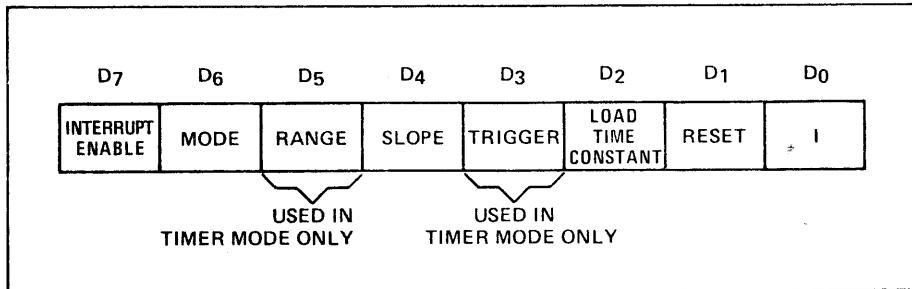 D7 D6 D5 D4 D3 D2 D1 D0
INTERRUPT ENABLE MODE RANGE SLOPE TRIGGER LOAD TIME CONSTANT RESET I
USED IN TIMER MODE ONLY
USED IN TIMER MODE ONLY